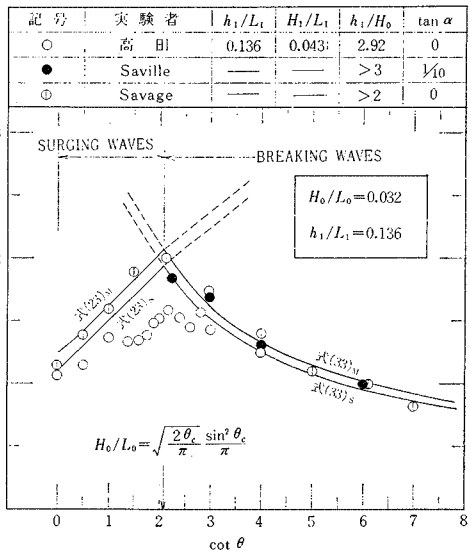 記号 実験者 h₁/L₁ H₁/L₁ h₁/H₀ tan α
○ 高田 0.136 0.043 2.92 0
● Saville — — >3 1/10
⦶ Savage — — >2 0
SURGING WAVES
BREAKING WAVES
H₀/L₀=0.032
h₁/L₁=0.136
式(23)M
式(23)S
式(33)M
式(33)S
H₀/L₀=√(2θc/π) sin²θc/π
0 1 2 3 4 5 6 7 8
cot θ